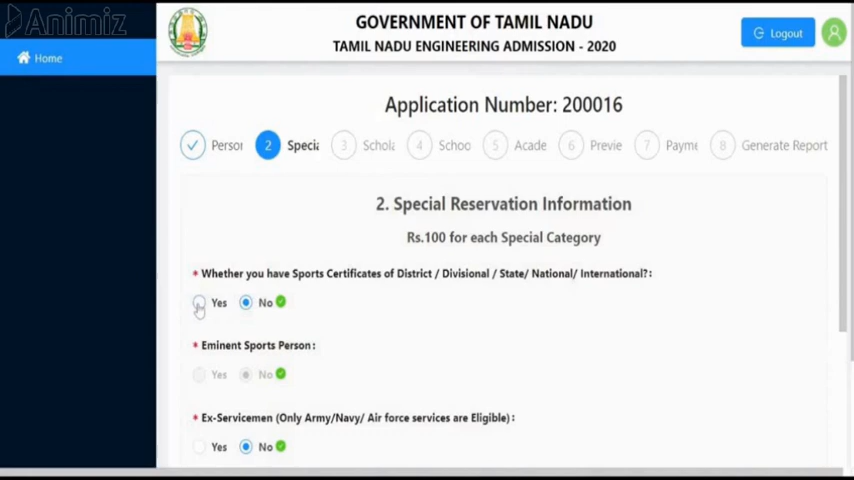 Animiz
Home
GOVERNMENT OF TAMIL NADU
TAMIL NADU ENGINEERING ADMISSION - 2020
Logout
Application Number: 200016
Person
2 Specia
3 Schola
4 Schoo
5 Acade
6 Previe
7 Payme
8 Generate Report
2. Special Reservation Information
Rs.100 for each Special Category
* Whether you have Sports Certificates of District / Divisional / State/ National/ International?:
Yes No
* Eminent Sports Person:
Yes No
* Ex-Servicemen (Only Army/Navy/ Air force services are Eligible):
Yes No